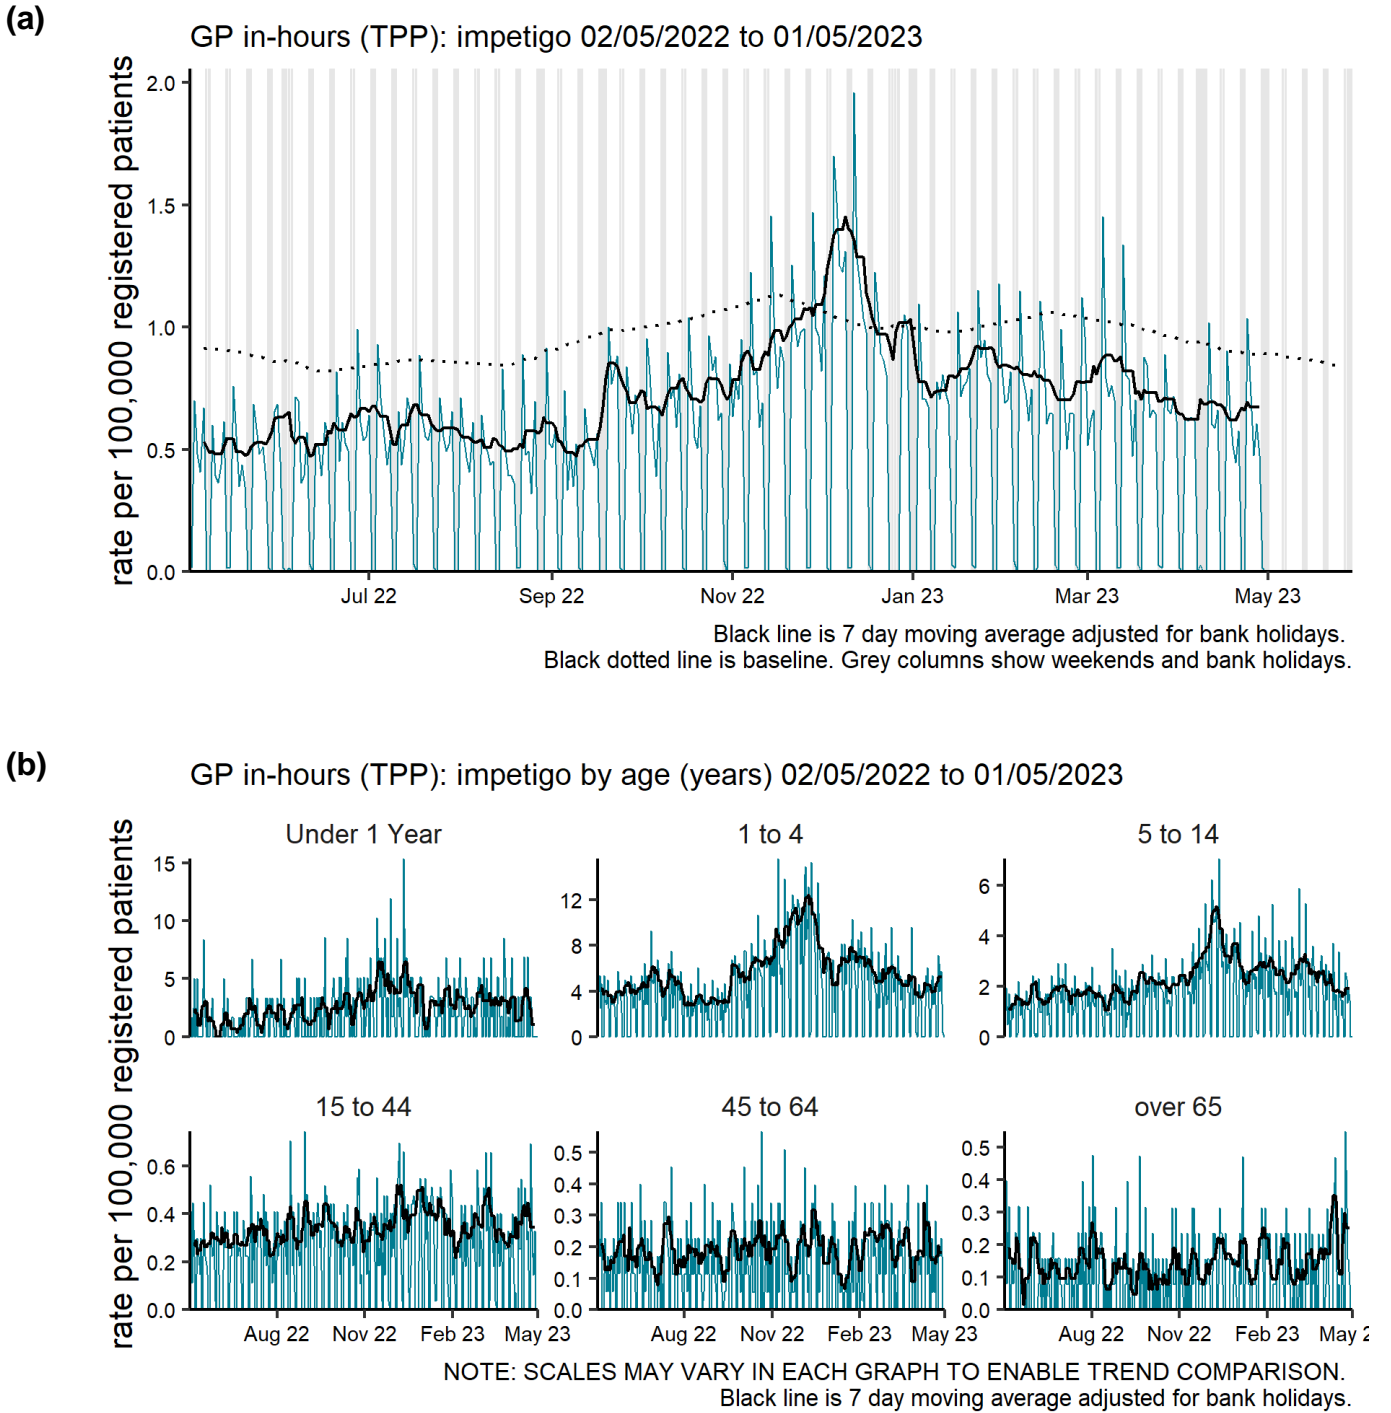 (a)
GP in-hours (TPP): impetigo 02/05/2022 to 01/05/2023
rate per 100,000 registered patients
2.0
1.5
1.0
0.5
0.0
Jul 22 Sep 22 Nov 22 Jan 23 Mar 23 May 23
Black line is 7 day moving average adjusted for bank holidays.
Black dotted line is baseline. Grey columns show weekends and bank holidays.
(b)
GP in-hours (TPP): impetigo by age (years) 02/05/2022 to 01/05/2023
rate per 100,000 registered patients
Under 1 Year
15
10
5
0
1 to 4
12
8
4
0
5 to 14
6
4
2
0
15 to 44
0.6
0.4
0.2
0.0
Aug 22 Nov 22 Feb 23 May 23
45 to 64
0.5
0.4
0.3
0.2
0.1
0.0
Aug 22 Nov 22 Feb 23 May 23
over 65
0.5
0.4
0.3
0.2
0.1
0.0
Aug 22 Nov 22 Feb 23 May 2
NOTE: SCALES MAY VARY IN EACH GRAPH TO ENABLE TREND COMPARISON.
Black line is 7 day moving average adjusted for bank holidays.